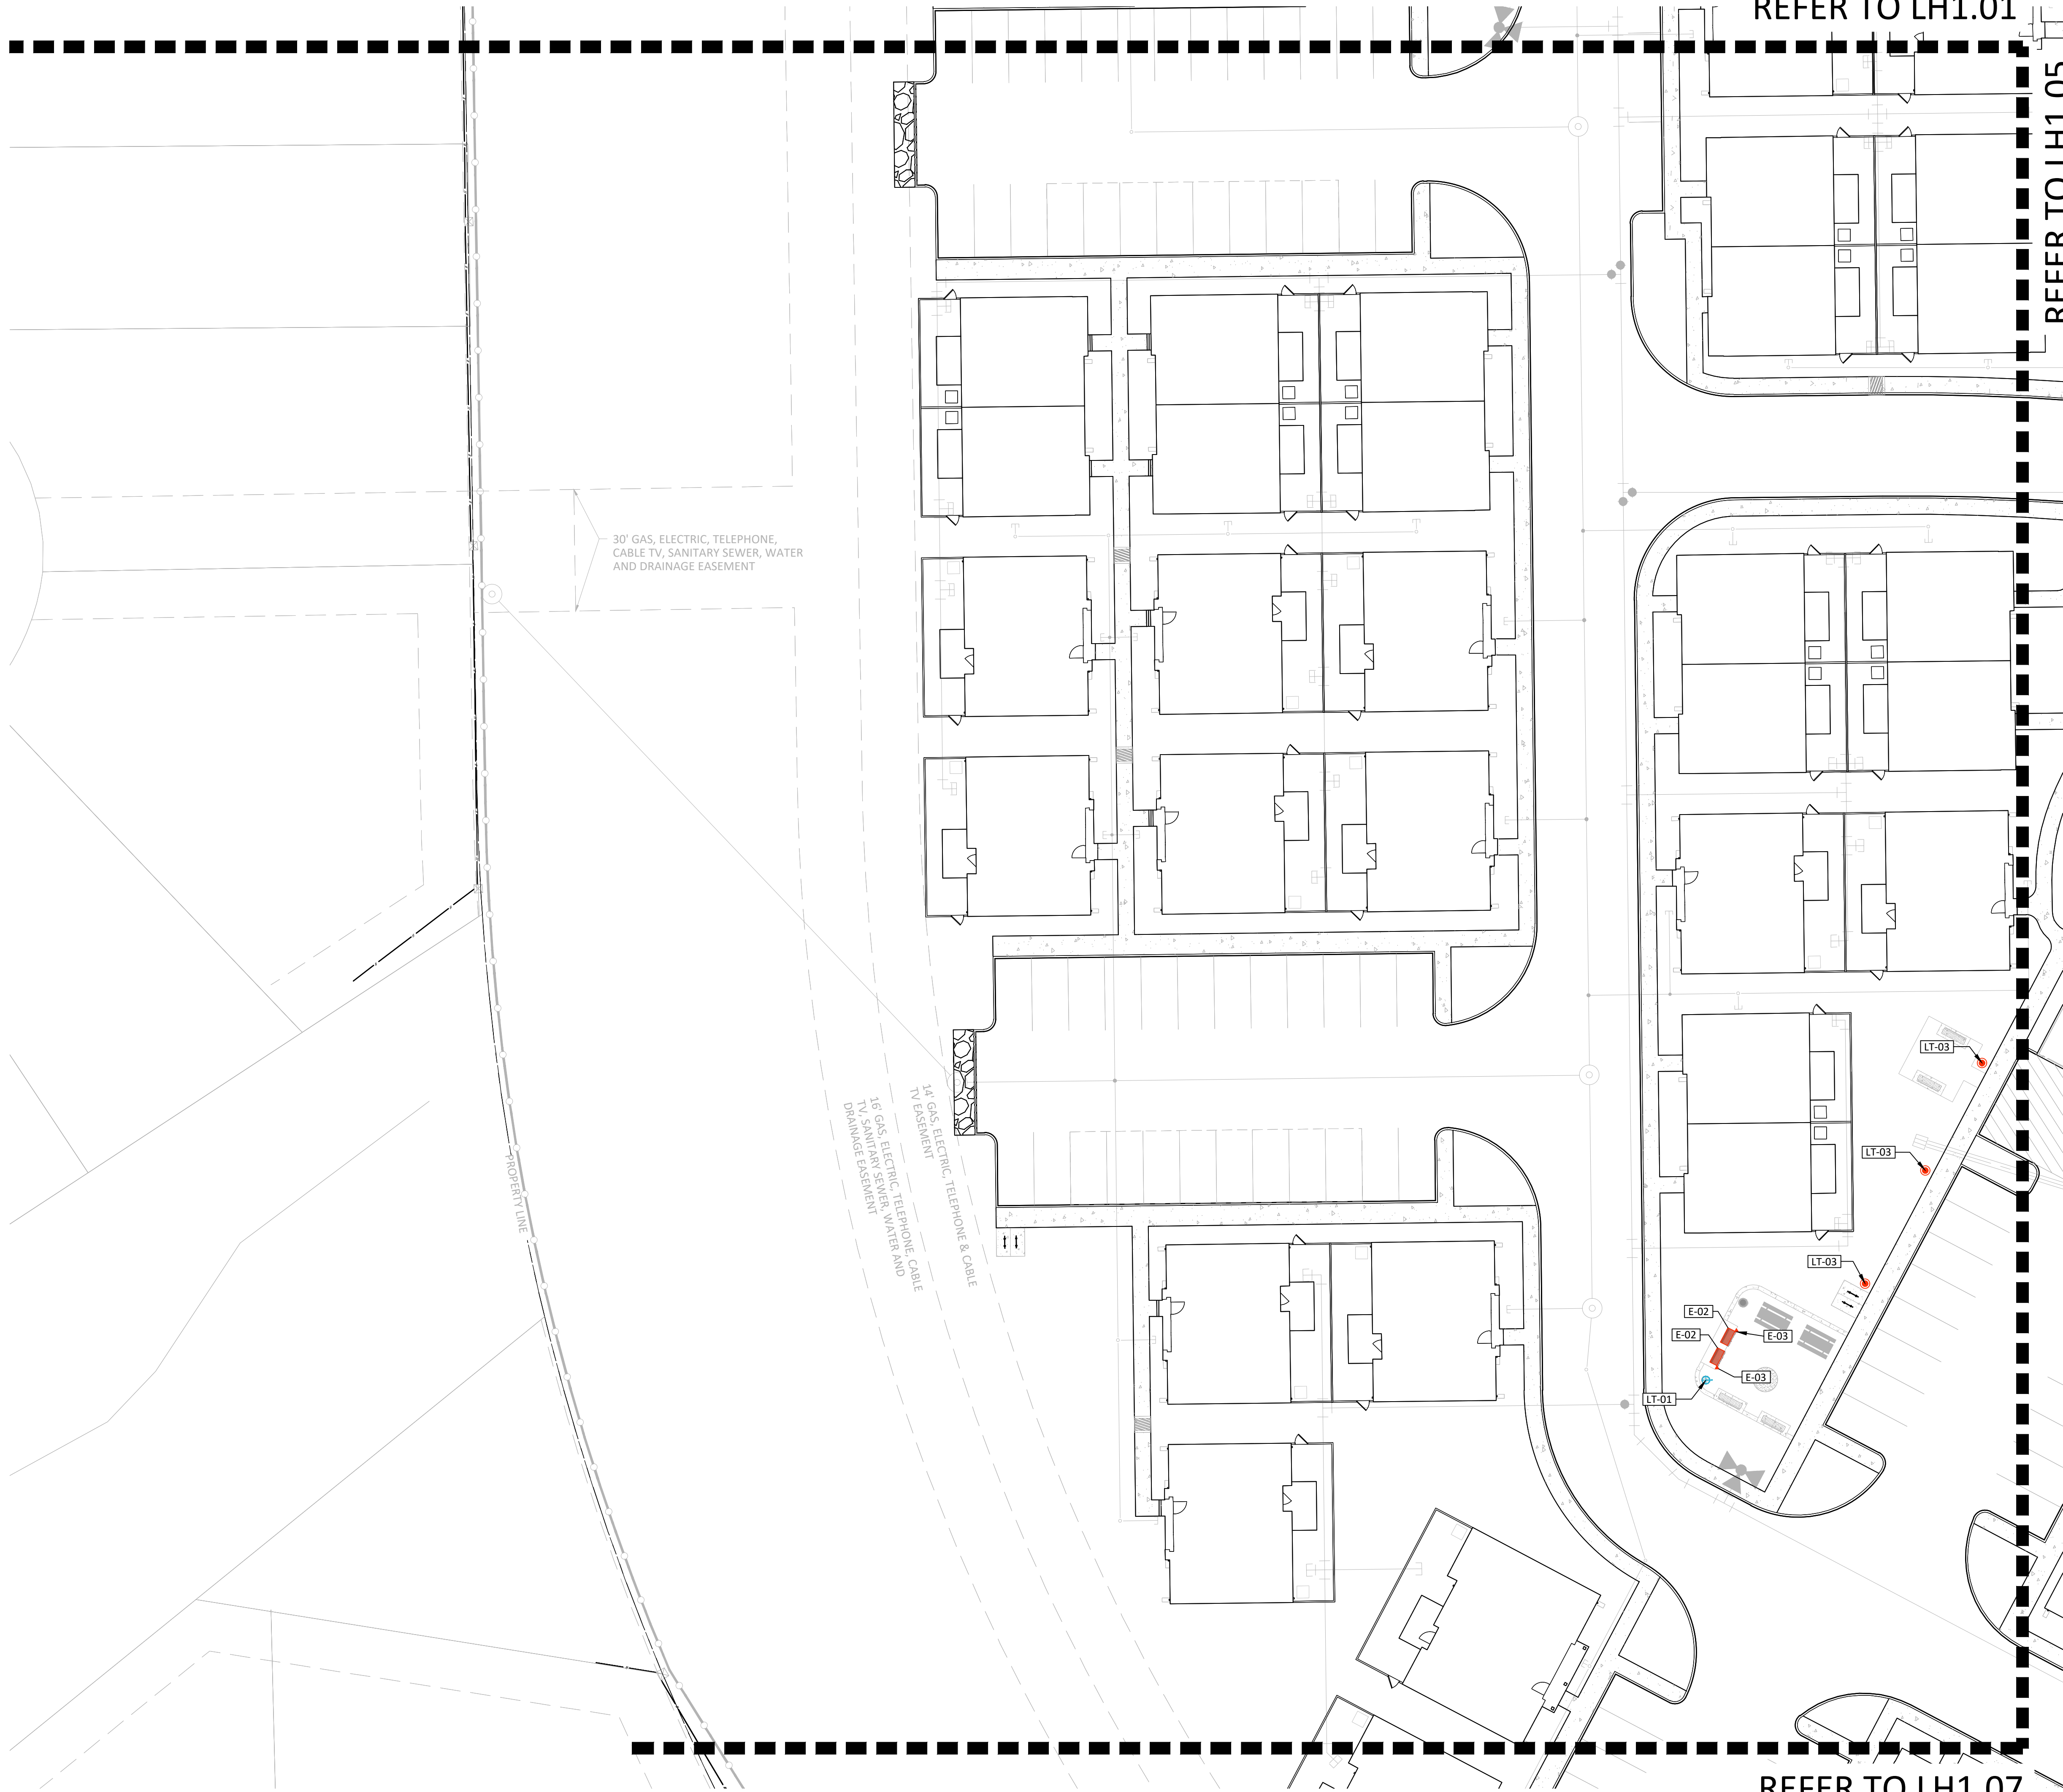 REFER TO LH1.01
REFER TO LH1.05
30' GAS, ELECTRIC, TELEPHONE,
CABLE TV, SANITARY SEWER, WATER
AND DRAINAGE EASEMENT
14' GAS, ELECTRIC, TELEPHONE & CABLE
TV EASEMENT
16' GAS, ELECTRIC, TELEPHONE, CABLE
TV, SANITARY SEWER, WATER AND
DRAINAGE EASEMENT
PROPERTY LINE
LT-03
LT-03
LT-03
E-02
E-02
E-03
E-03
LT-01
REFER TO LH1.07